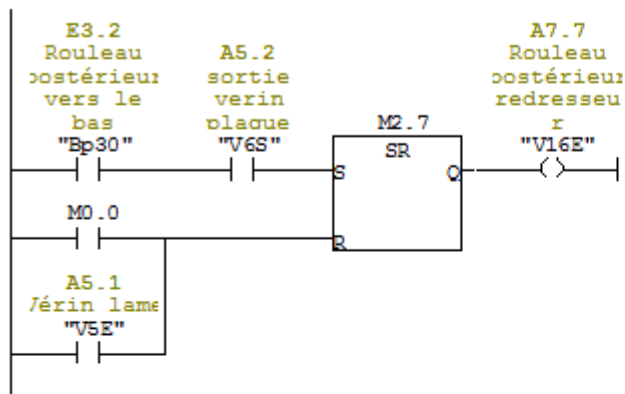 E3.2
Rouleau
postérieur
vers le
bas
"Bp30"
A5.2
sortie
verin
plaque
"V6S"
M2.7
SR
S
Q
R
A7.7
Rouleau
postérieur
redresseu
r
"V16E"
M0.0
A5.1
Vérin lame
"V5E"